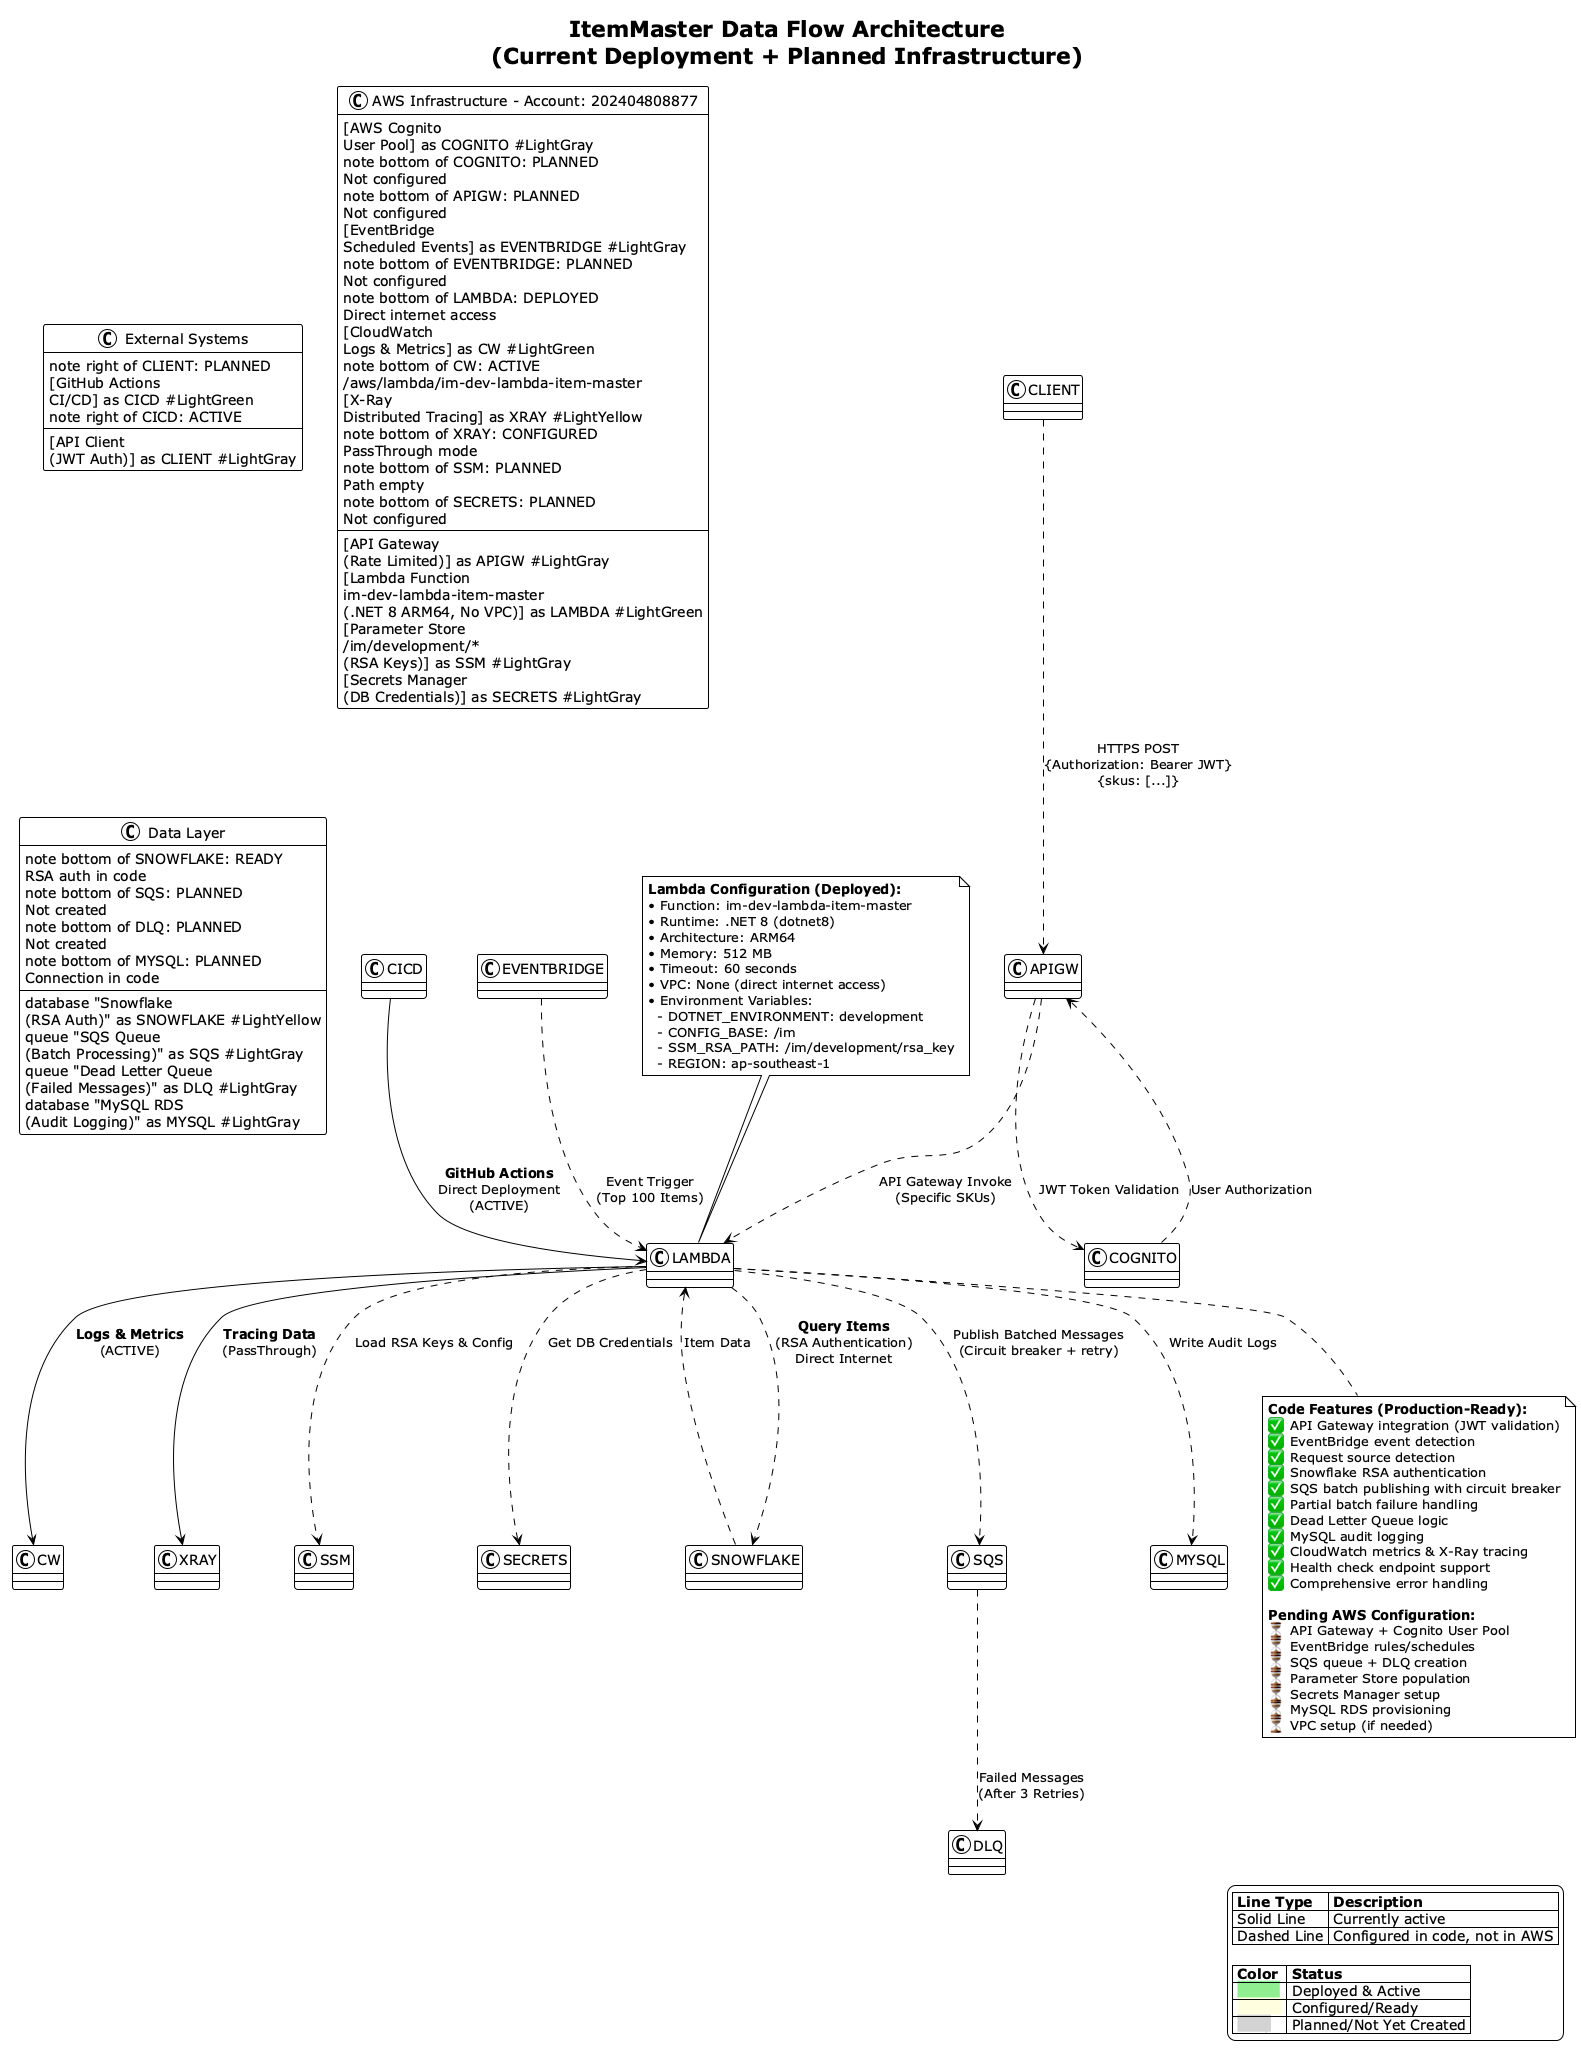 ItemMaster Data Flow Architecture
(Current Deployment + Planned Infrastructure)
C AWS Infrastructure - Account: 202404808877
[AWS Cognito
User Pool] as COGNITO #LightGray
note bottom of COGNITO: PLANNED
Not configured
note bottom of APIGW: PLANNED
Not configured
[EventBridge
Scheduled Events] as EVENTBRIDGE #LightGray
note bottom of EVENTBRIDGE: PLANNED
Not configured
note bottom of LAMBDA: DEPLOYED
Direct internet access
[CloudWatch
Logs & Metrics] as CW #LightGreen
note bottom of CW: ACTIVE
/aws/lambda/im-dev-lambda-item-master
[X-Ray
Distributed Tracing] as XRAY #LightYellow
note bottom of XRAY: CONFIGURED
PassThrough mode
note bottom of SSM: PLANNED
Path empty
note bottom of SECRETS: PLANNED
Not configured
[API Gateway
(Rate Limited)] as APIGW #LightGray
[Lambda Function
im-dev-lambda-item-master
(.NET 8 ARM64, No VPC)] as LAMBDA #LightGreen
[Parameter Store
/im/development/*
(RSA Keys)] as SSM #LightGray
[Secrets Manager
(DB Credentials)] as SECRETS #LightGray
C External Systems
note right of CLIENT: PLANNED
[GitHub Actions
CI/CD] as CICD #LightGreen
note right of CICD: ACTIVE
[API Client
(JWT Auth)] as CLIENT #LightGray
C CLIENT
HTTPS POST
{Authorization: Bearer JWT}
{skus: [...]}
C Data Layer
note bottom of SNOWFLAKE: READY
RSA auth in code
note bottom of SQS: PLANNED
Not created
note bottom of DLQ: PLANNED
Not created
note bottom of MYSQL: PLANNED
Connection in code
database "Snowflake
(RSA Auth)" as SNOWFLAKE #LightYellow
queue "SQS Queue
(Batch Processing)" as SQS #LightGray
queue "Dead Letter Queue
(Failed Messages)" as DLQ #LightGray
database "MySQL RDS
(Audit Logging)" as MYSQL #LightGray
C CICD
C EVENTBRIDGE
Lambda Configuration (Deployed):
• Function: im-dev-lambda-item-master
• Runtime: .NET 8 (dotnet8)
• Architecture: ARM64
• Memory: 512 MB
• Timeout: 60 seconds
• VPC: None (direct internet access)
• Environment Variables:
- DOTNET_ENVIRONMENT: development
- CONFIG_BASE: /im
- SSM_RSA_PATH: /im/development/rsa_key
- REGION: ap-southeast-1
C APIGW
GitHub Actions
Direct Deployment
(ACTIVE)
Event Trigger
(Top 100 Items)
API Gateway Invoke
(Specific SKUs)
JWT Token Validation
User Authorization
C LAMBDA
C COGNITO
Logs & Metrics
(ACTIVE)
Tracing Data
(PassThrough)
Load RSA Keys & Config
Get DB Credentials
Item Data
Query Items
(RSA Authentication)
Direct Internet
Publish Batched Messages
(Circuit breaker + retry)
Write Audit Logs
Code Features (Production-Ready):
✅ API Gateway integration (JWT validation)
✅ EventBridge event detection
✅ Request source detection
✅ Snowflake RSA authentication
✅ SQS batch publishing with circuit breaker
✅ Partial batch failure handling
✅ Dead Letter Queue logic
✅ MySQL audit logging
✅ CloudWatch metrics & X-Ray tracing
✅ Health check endpoint support
✅ Comprehensive error handling
Pending AWS Configuration:
⏳ API Gateway + Cognito User Pool
⏳ EventBridge rules/schedules
⏳ SQS queue + DLQ creation
⏳ Parameter Store population
⏳ Secrets Manager setup
⏳ MySQL RDS provisioning
⏳ VPC setup (if needed)
C CW
C XRAY
C SSM
C SECRETS
C SNOWFLAKE
C SQS
C MYSQL
Failed Messages
(After 3 Retries)
C DLQ
Line Type Description
Solid Line Currently active
Dashed Line Configured in code, not in AWS
Color Status
Deployed & Active
Configured/Ready
Planned/Not Yet Created